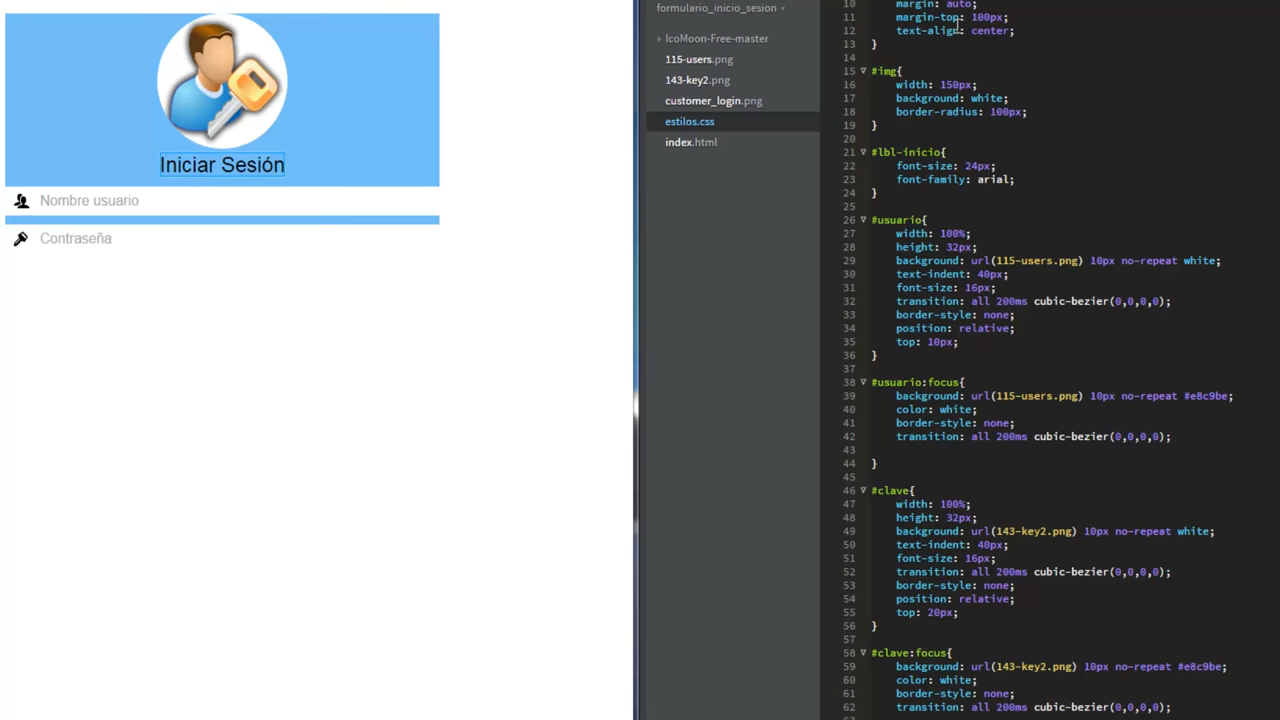 Iniciar Sesión
Nombre usuario
Contraseña
formulario_inicio_sesion
IcoMoon-Free-master
115-users.png
143-key2.png
customer_login.png
estilos.css
index.html
10 margin: auto;
11 margin-top: 100px;
12 text-align: center;
13 }
14
15 #img{
16 width: 150px;
17 background: white;
18 border-radius: 100px;
19 }
20
21 #lbl-inicio{
22 font-size: 24px;
23 font-family: arial;
24 }
25
26 #usuario{
27 width: 100%;
28 height: 32px;
29 background: url(115-users.png) 10px no-repeat white;
30 text-indent: 40px;
31 font-size: 16px;
32 transition: all 200ms cubic-bezier(0,0,0,0);
33 border-style: none;
34 position: relative;
35 top: 10px;
36 }
37
38 #usuario:focus{
39 background: url(115-users.png) 10px no-repeat #e8c9be;
40 color: white;
41 border-style: none;
42 transition: all 200ms cubic-bezier(0,0,0,0);
43
44 }
45
46 #clave{
47 width: 100%;
48 height: 32px;
49 background: url(143-key2.png) 10px no-repeat white;
50 text-indent: 40px;
51 font-size: 16px;
52 transition: all 200ms cubic-bezier(0,0,0,0);
53 border-style: none;
54 position: relative;
55 top: 20px;
56 }
57
58 #clave:focus{
59 background: url(143-key2.png) 10px no-repeat #e8c9be;
60 color: white;
61 border-style: none;
62 transition: all 200ms cubic-bezier(0,0,0,0);